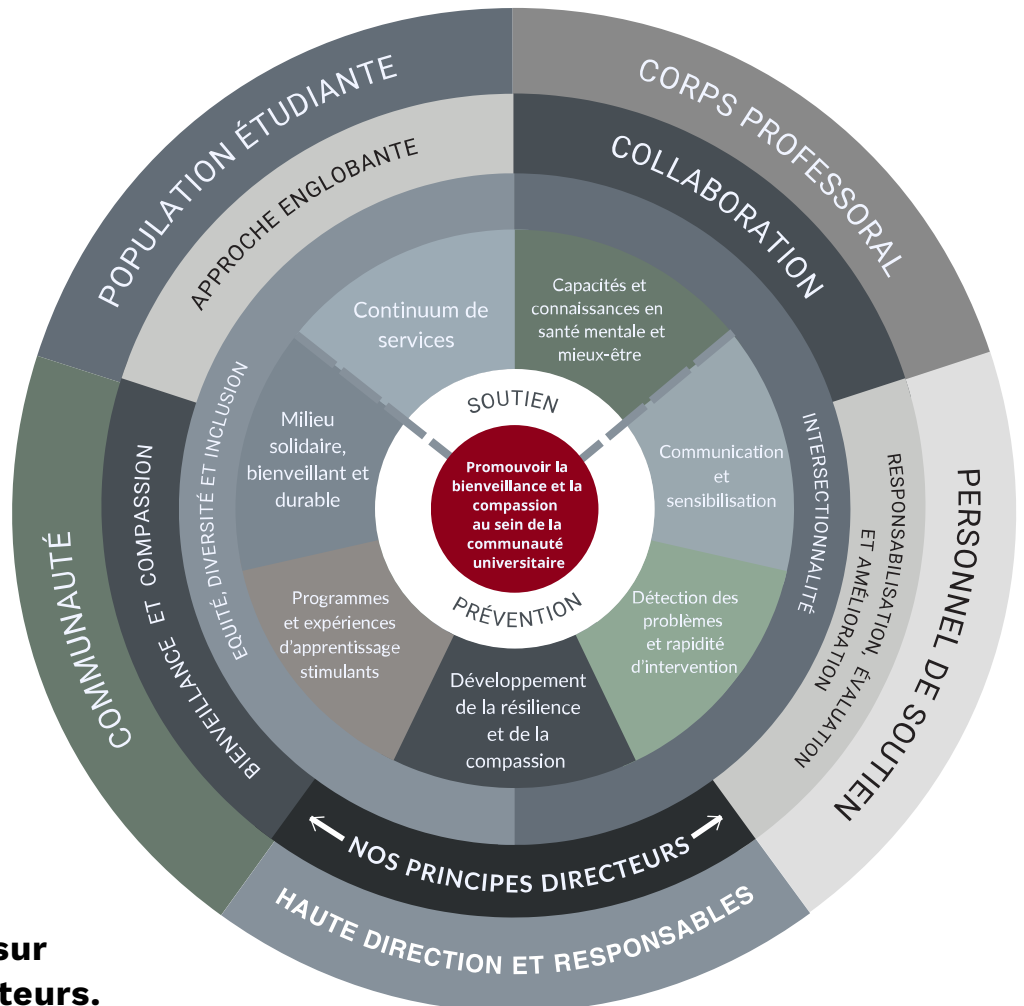 POPULATION ÉTUDIANTE
CORPS PROFESSORAL
PERSONNEL DE SOUTIEN
HAUTE DIRECTION ET RESPONSABLES
COMMUNAUTÉ
APPROCHE ENGLOBANTE
COLLABORATION
RESPONSABILISATION, ÉVALUATION
ET AMÉLIORATION
NOS PRINCIPES DIRECTEURS
BIENVEILLANCE ET COMPASSION
EQUITÉ, DIVERSITÉ ET INCLUSION
INTERSECTIONNALITÉ
Continuum de
services
Capacités et
connaissances en
santé mentale et
mieux-être
Communication
et
sensibilisation
Détection des
problèmes
et rapidité
d'intervention
Développement
de la résilience
et de la
compassion
Programmes
et expériences
d'apprentissage
stimulants
Milieu
solidaire,
bienveillant et
durable
SOUTIEN
Promouvoir la
bienveillance et la
compassion
au sein de la
communauté
universitaire
PRÉVENTION
sur
teurs.